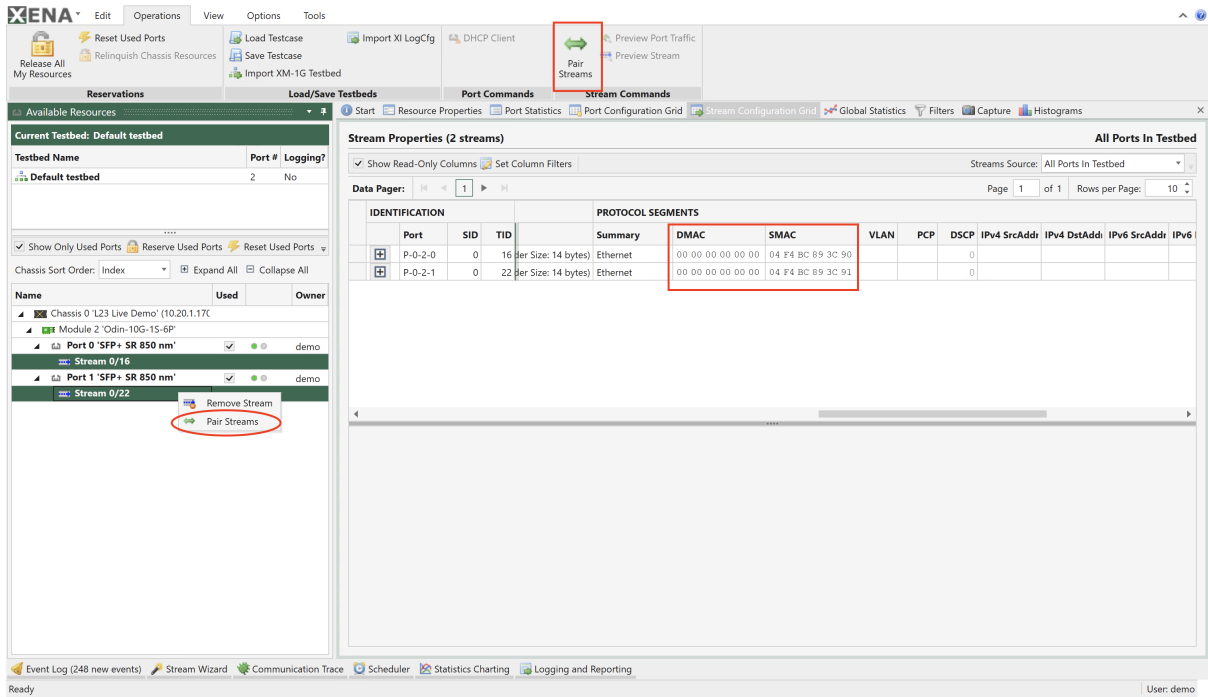 XENA Edit Operations View Options Tools
Reset Used Ports Load Testcase Import XI LogCfg DHCP Client Preview Port Traffic
Relinquish Chassis Resources Save Testcase Preview Stream
Release All My Resources Import XM-1G Testbed Pair Streams
Reservations Load/Save Testbeds Port Commands Stream Commands
Available Resources
Start Resource Properties Port Statistics Port Configuration Grid Stream Configuration Grid Global Statistics Filters Capture Histograms
Current Testbed: Default testbed
Testbed Name Port # Logging?
Default testbed 2 No
Show Only Used Ports Reserve Used Ports Reset Used Ports
Chassis Sort Order: Index Expand All Collapse All
Name Used Owner
Chassis 0 'L23 Live Demo' (10.20.1.17(
Module 2 'Odin-10G-1S-6P'
Port 0 'SFP+ SR 850 nm' demo
Stream 0/16
Port 1 'SFP+ SR 850 nm' demo
Stream 0/22
Remove Stream
Pair Streams
Stream Properties (2 streams) All Ports In Testbed
Show Read-Only Columns Set Column Filters Streams Source: All Ports In Testbed
Data Pager: 1 Page 1 of 1 Rows per Page: 10
IDENTIFICATION PROTOCOL SEGMENTS
Port SID TID Summary DMAC SMAC VLAN PCP DSCP IPv4 SrcAddr IPv4 DstAddr IPv6 SrcAddr IPv6
P-0-2-0 0 16 der Size: 14 bytes) Ethernet 00 00 00 00 00 00 04 F4 BC 89 3C 90 0
P-0-2-1 0 22 der Size: 14 bytes) Ethernet 00 00 00 00 00 00 04 F4 BC 89 3C 91 0
Event Log (248 new events) Stream Wizard Communication Trace Scheduler Statistics Charting Logging and Reporting
Ready User: demo